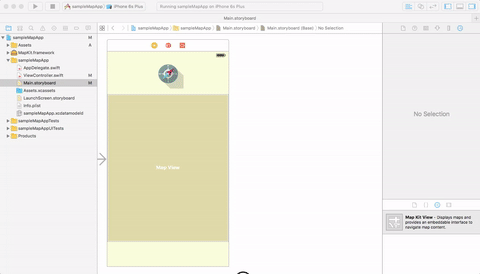 sampleMapApp
iPhone 6s Plus
Running sampleMapApp on iPhone 6s Plus
Main.storyboard
sampleMapApp
sampleMapApp
Main.storyboard
Main.storyboard (Base)
No Selection
sampleMapApp M
Assets A
MapKit.framework
sampleMapApp
AppDelegate.swift
ViewController.swift M
Main.storyboard M
Assets.xcassets
LaunchScreen.storyboard
Info.plist
sampleMapApp.xcdatamodeld
sampleMapAppTests
sampleMapAppUITests
Products
Map View
No Selection
Map Kit View - Displays maps and
provides an embeddable interface to
navigate map content.